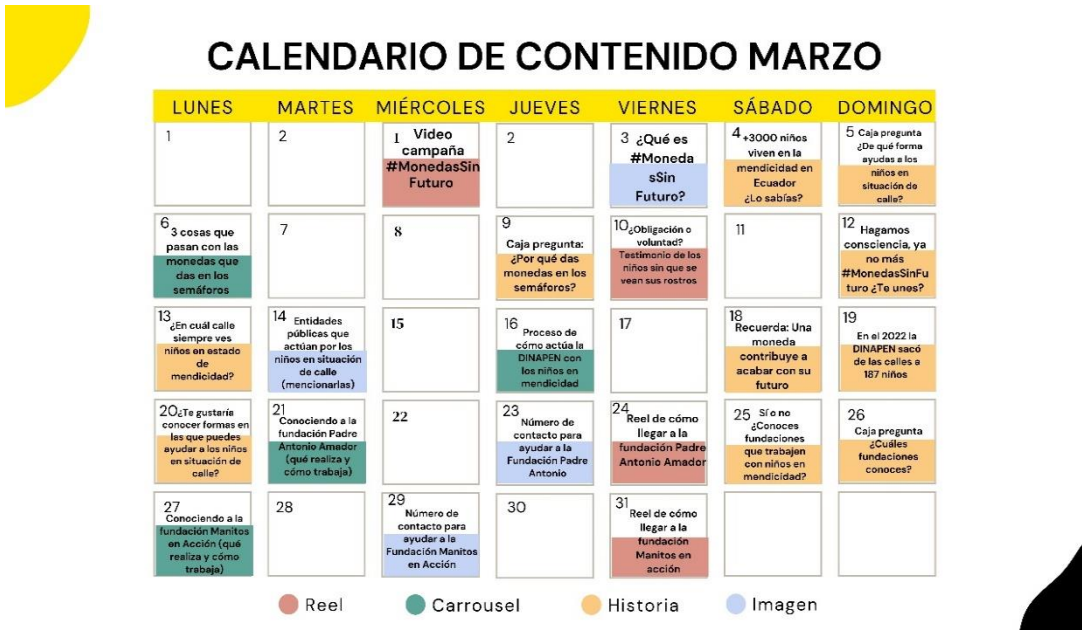 CALENDARIO DE CONTENIDO MARZO
LUNES MARTES MIÉRCOLES JUEVES VIERNES SÁBADO DOMINGO
1
2
1 Video
campaña
#MonedasSin
Futuro
2
3 ¿Qué es
#Moneda
sSin
Futuro?
4 +3000 niños
viven en la
mendicidad en
Ecuador
¿Lo sabías?
5 Caja pregunta
¿De qué forma
ayudas a los
niños en
situación de
calle?
6 3 cosas que
pasan con las
monedas que
das en los
semáforos
7
8
9
Caja pregunta:
¿Por qué das
monedas en los
semáforos?
10 ¿Obligación o
voluntad?
Testimonio de los
niños sin que se
vean sus rostros
11
12 Hagamos
consciencia, ya
no más
#MonedasSinFu
turo ¿Te unes?
13
¿En cuál calle
siempre ves
niños en estado
de
mendicidad?
14 Entidades
públicas que
actúan por los
niños en situación
de calle
(mencionarlas)
15
16
Proceso de
cómo actúa la
DINAPEN con
los niños en
mendicidad
17
18
Recuerda: Una
moneda
contribuye a
acabar con su
futuro
19
En el 2022 la
DINAPEN sacó
de las calles a
187 niños
20 ¿Te gustaría
conocer formas en
las que puedes
ayudar a los niños
en situación de
calle?
21
Conociendo a la
fundación Padre
Antonio Amador
(qué realiza y
cómo trabaja)
22
23
Número de
contacto para
ayudar a la
Fundación Padre
Antonio
24
Reel de cómo
llegar a la
fundación Padre
Antonio Amador
25 Sí o no
¿Conoces
fundaciones
que trabajen
con niños en
mendicidad?
26
Caja pregunta
¿Cuáles
fundaciones
conoces?
27
Conociendo a la
fundación Manitos
en Acción (qué
realiza y cómo
trabaja)
28
29
Número de
contacto para
ayudar a la
Fundación Manitos
en Acción
30
31
Reel de cómo
llegar a la
fundación
Manitos en
acción
Reel Carrousel Historia Imagen